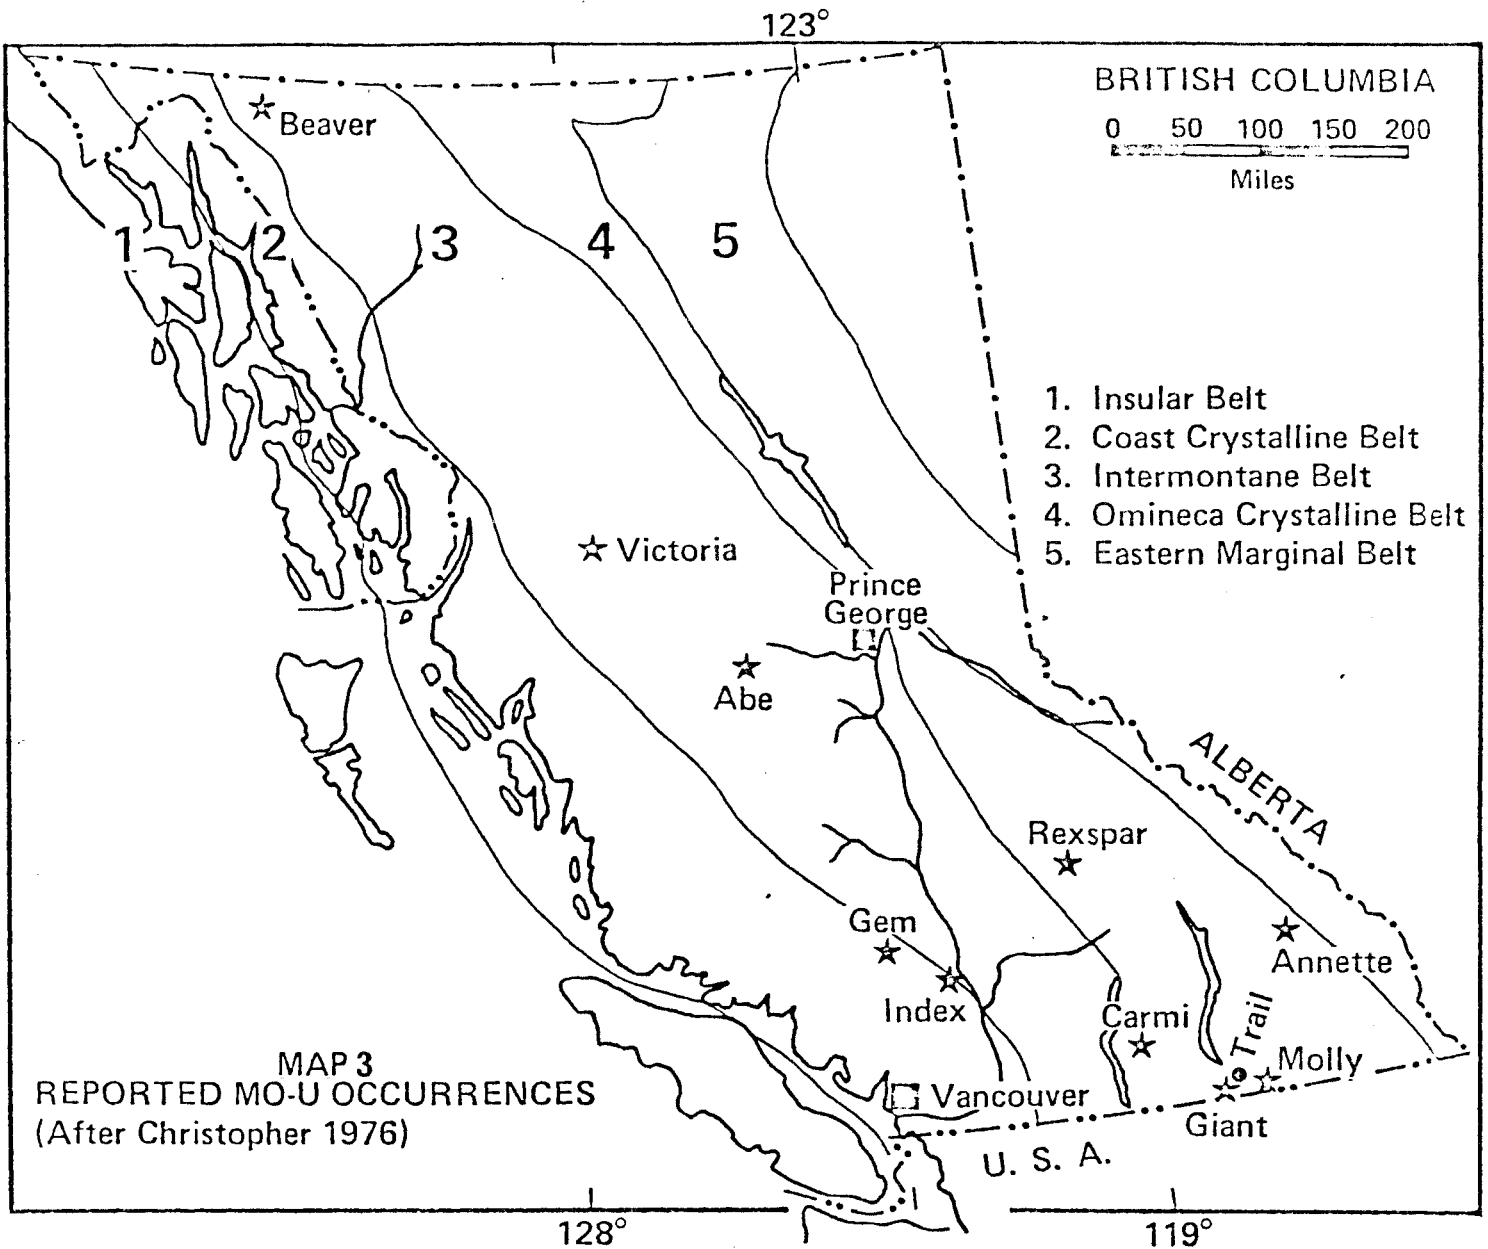 123°
BRITISH COLUMBIA
0 50 100 150 200
Miles
Beaver
1 2 3 4 5
1. Insular Belt
2. Coast Crystalline Belt
3. Intermontane Belt
4. Omineca Crystalline Belt
5. Eastern Marginal Belt
Victoria
Prince
George
Abe
ALBERTA
Rexspar
Gem
Annette
Index
Carmi
Trail
Molly
MAP 3
REPORTED MO-U OCCURRENCES
(After Christopher 1976)
Vancouver
Giant
U. S. A.
128°
119°